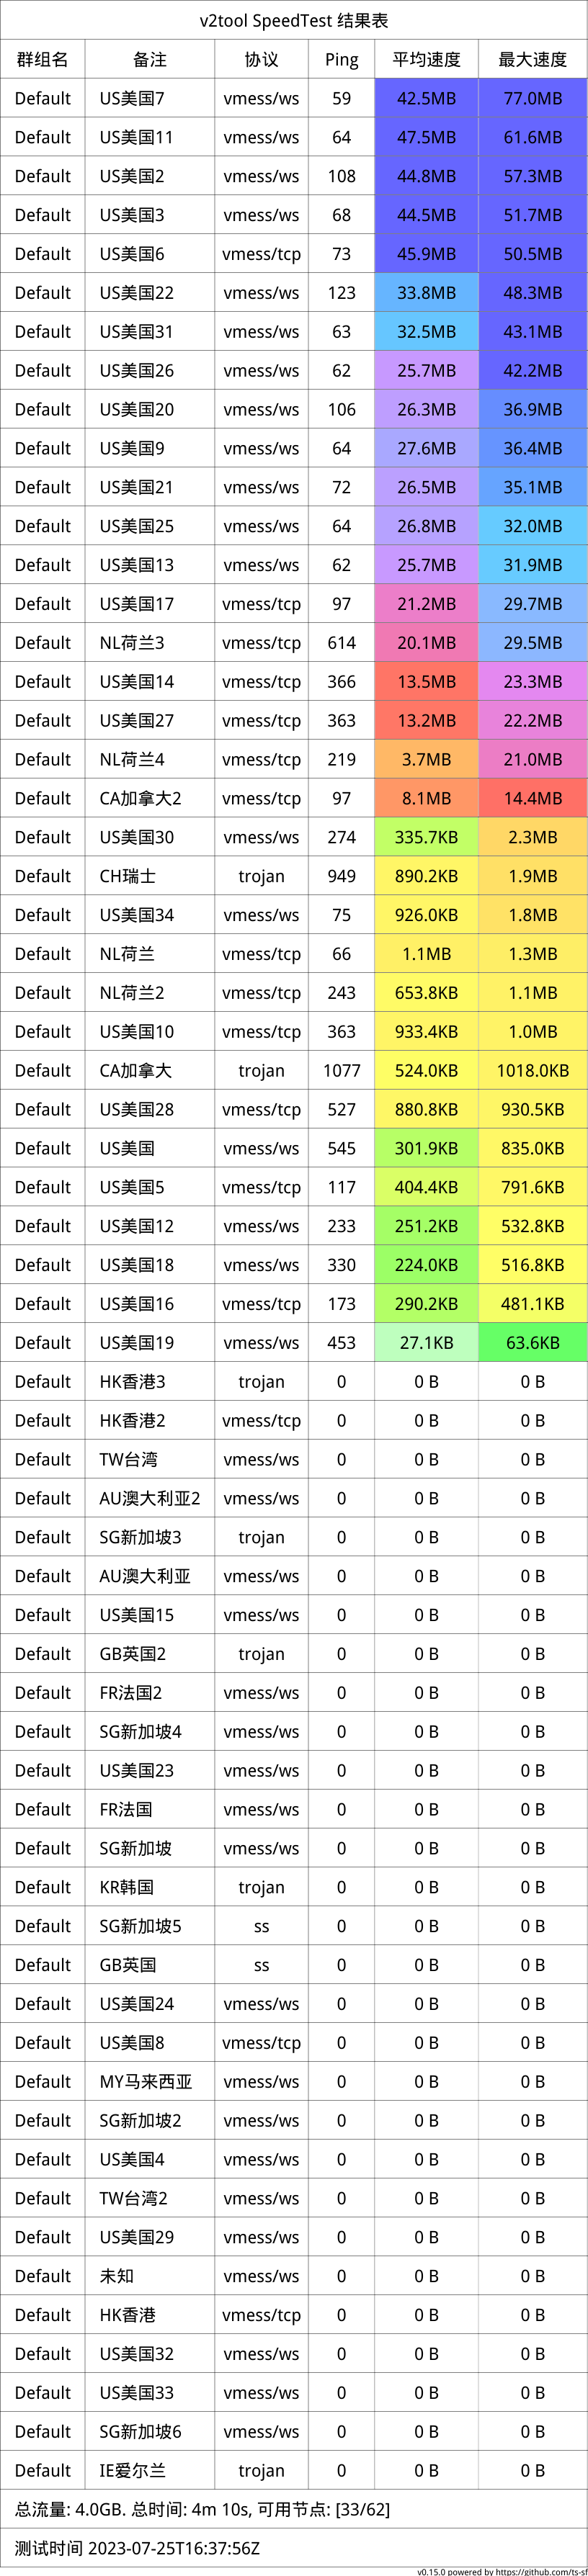 v2tool SpeedTest 结果表
群组名 备注 协议 Ping 平均速度 最大速度
Default US美国7 vmess/ws 59 42.5MB 77.0MB
Default US美国11 vmess/ws 64 47.5MB 61.6MB
Default US美国2 vmess/ws 108 44.8MB 57.3MB
Default US美国3 vmess/ws 68 44.5MB 51.7MB
Default US美国6 vmess/tcp 73 45.9MB 50.5MB
Default US美国22 vmess/ws 123 33.8MB 48.3MB
Default US美国31 vmess/ws 63 32.5MB 43.1MB
Default US美国26 vmess/ws 62 25.7MB 42.2MB
Default US美国20 vmess/ws 106 26.3MB 36.9MB
Default US美国9 vmess/ws 64 27.6MB 36.4MB
Default US美国21 vmess/ws 72 26.5MB 35.1MB
Default US美国25 vmess/ws 64 26.8MB 32.0MB
Default US美国13 vmess/ws 62 25.7MB 31.9MB
Default US美国17 vmess/tcp 97 21.2MB 29.7MB
Default NL荷兰3 vmess/tcp 614 20.1MB 29.5MB
Default US美国14 vmess/tcp 366 13.5MB 23.3MB
Default US美国27 vmess/tcp 363 13.2MB 22.2MB
Default NL荷兰4 vmess/tcp 219 3.7MB 21.0MB
Default CA加拿大2 vmess/tcp 97 8.1MB 14.4MB
Default US美国30 vmess/ws 274 335.7KB 2.3MB
Default CH瑞士 trojan 949 890.2KB 1.9MB
Default US美国34 vmess/ws 75 926.0KB 1.8MB
Default NL荷兰 vmess/tcp 66 1.1MB 1.3MB
Default NL荷兰2 vmess/tcp 243 653.8KB 1.1MB
Default US美国10 vmess/tcp 363 933.4KB 1.0MB
Default CA加拿大 trojan 1077 524.0KB 1018.0KB
Default US美国28 vmess/tcp 527 880.8KB 930.5KB
Default US美国 vmess/ws 545 301.9KB 835.0KB
Default US美国5 vmess/tcp 117 404.4KB 791.6KB
Default US美国12 vmess/ws 233 251.2KB 532.8KB
Default US美国18 vmess/ws 330 224.0KB 516.8KB
Default US美国16 vmess/tcp 173 290.2KB 481.1KB
Default US美国19 vmess/ws 453 27.1KB 63.6KB
Default HK香港3 trojan 0 0 B 0 B
Default HK香港2 vmess/tcp 0 0 B 0 B
Default TW台湾 vmess/ws 0 0 B 0 B
Default AU澳大利亚2 vmess/ws 0 0 B 0 B
Default SG新加坡3 trojan 0 0 B 0 B
Default AU澳大利亚 vmess/ws 0 0 B 0 B
Default US美国15 vmess/ws 0 0 B 0 B
Default GB英国2 trojan 0 0 B 0 B
Default FR法国2 vmess/ws 0 0 B 0 B
Default SG新加坡4 vmess/ws 0 0 B 0 B
Default US美国23 vmess/ws 0 0 B 0 B
Default FR法国 vmess/ws 0 0 B 0 B
Default SG新加坡 vmess/ws 0 0 B 0 B
Default KR韩国 trojan 0 0 B 0 B
Default SG新加坡5 ss 0 0 B 0 B
Default GB英国 ss 0 0 B 0 B
Default US美国24 vmess/ws 0 0 B 0 B
Default US美国8 vmess/tcp 0 0 B 0 B
Default MY马来西亚 vmess/ws 0 0 B 0 B
Default SG新加坡2 vmess/ws 0 0 B 0 B
Default US美国4 vmess/ws 0 0 B 0 B
Default TW台湾2 vmess/ws 0 0 B 0 B
Default US美国29 vmess/ws 0 0 B 0 B
Default 未知 vmess/ws 0 0 B 0 B
Default HK香港 vmess/tcp 0 0 B 0 B
Default US美国32 vmess/ws 0 0 B 0 B
Default US美国33 vmess/ws 0 0 B 0 B
Default SG新加坡6 vmess/ws 0 0 B 0 B
Default IE爱尔兰 trojan 0 0 B 0 B
总流量: 4.0GB. 总时间: 4m 10s, 可用节点: [33/62]
测试时间 2023-07-25T16:37:56Z
v0.15.0 powered by https://github.com/ts-sf